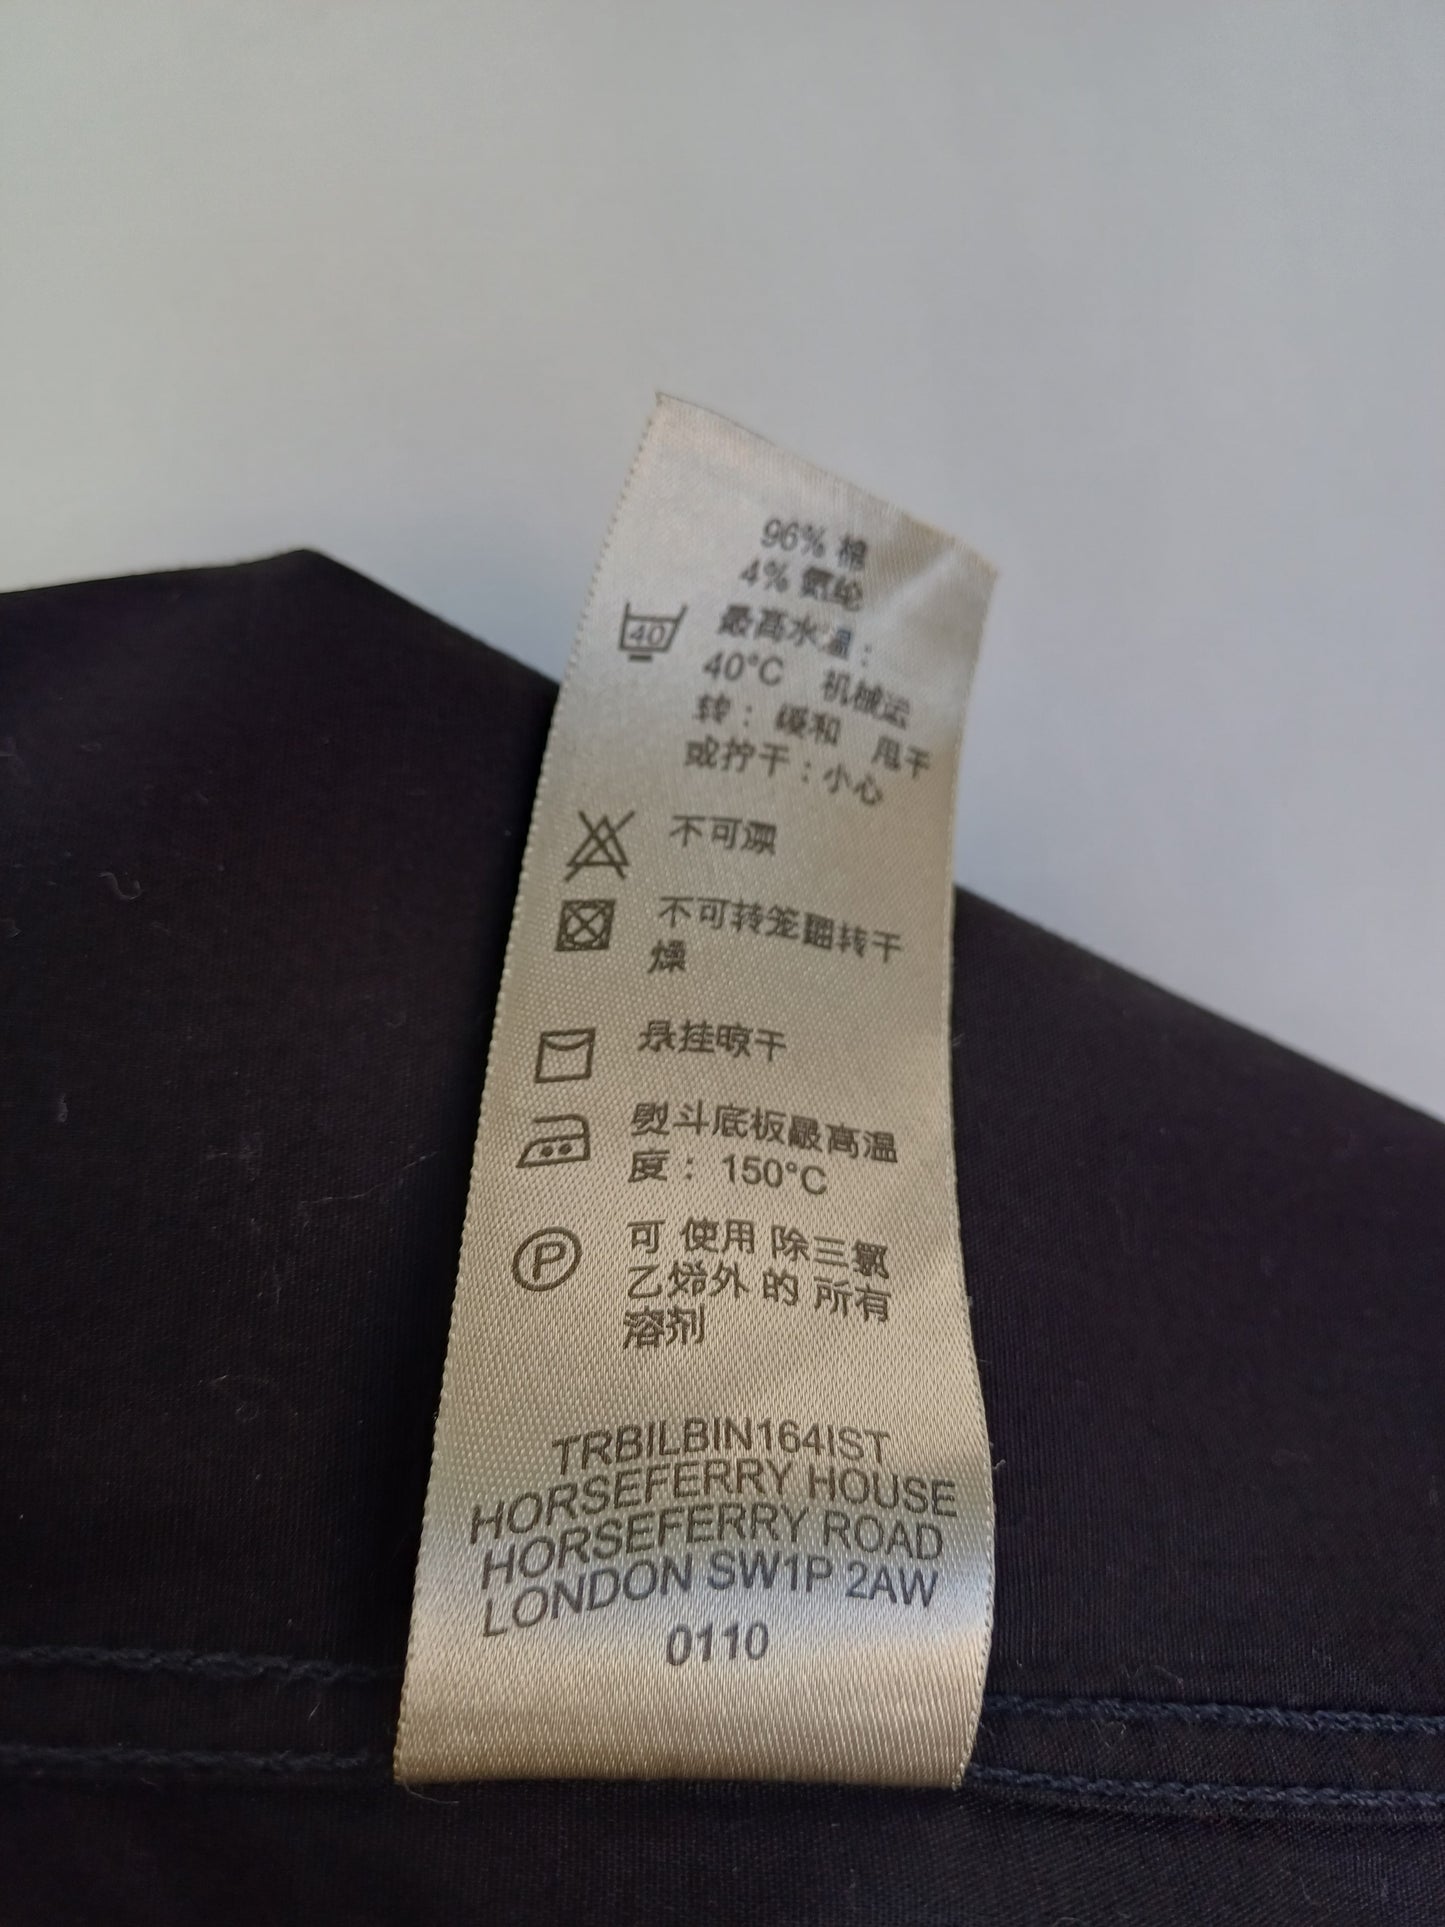 96% 棉
4% 氨纶
40
最高水温：
40°C 机械运
转： 缓和 甩干
或拧干：小心
不可漂
不可转笼翻转干
燥
悬挂晾干
熨斗底板最高温
度： 150°C
P
可 使用 除三氯
乙烯外 的 所有
溶剂
TRBILBIN164IST
HORSEFERRY HOUSE
HORSEFERRY ROAD
LONDON SW1P 2AW
0110